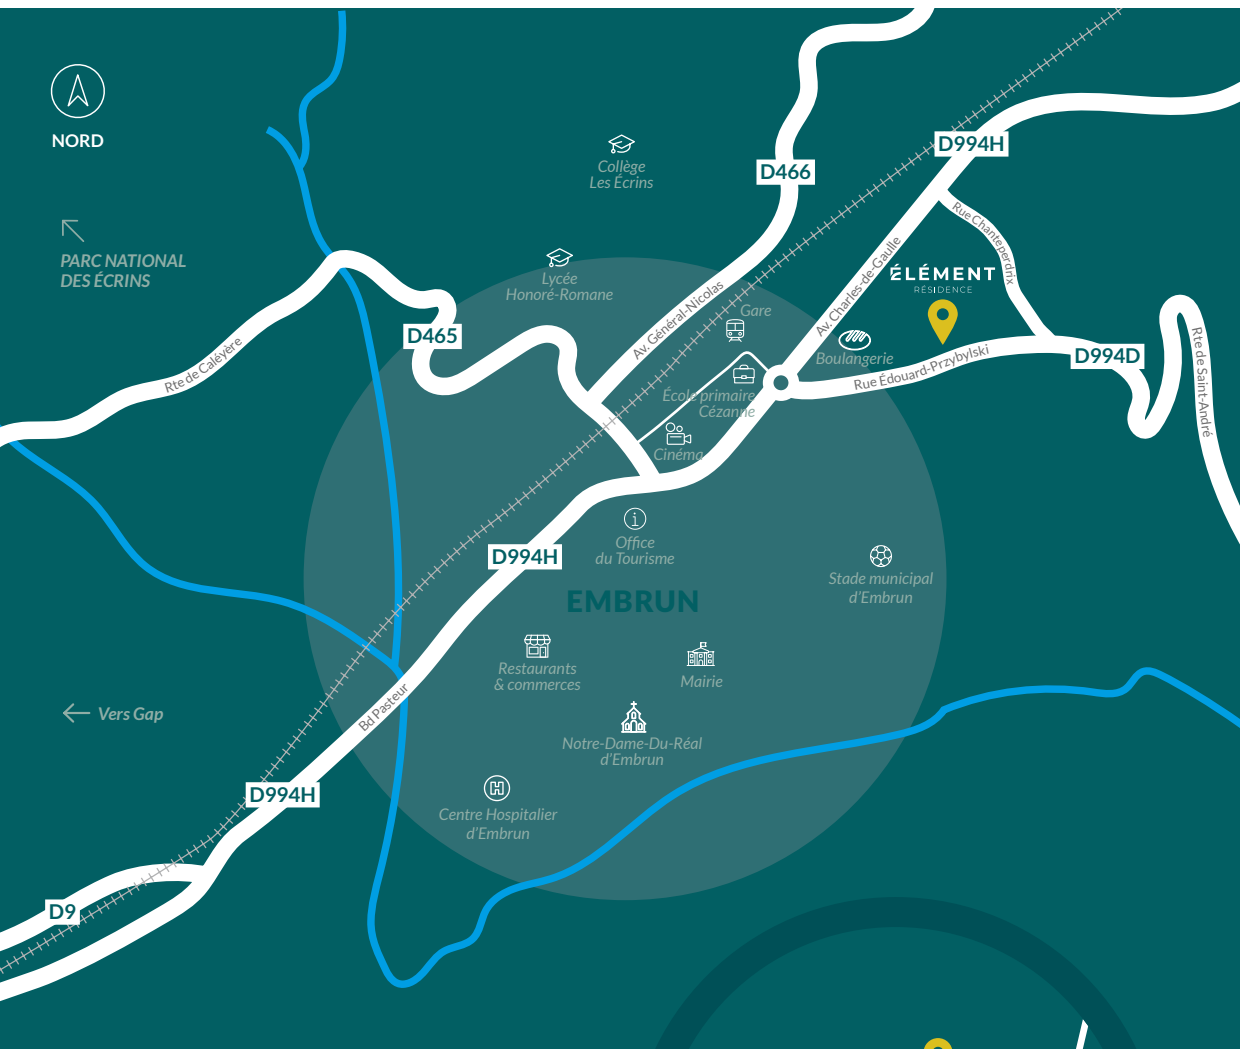 NORD
D994H
Collège
Les Écrins
D466
Rue Chanteperdrix
PARC NATIONAL
DES ÉCRINS
Lycée
Honoré-Romane
Av. Charles-de-Gaulle
ÉLÉMENT
RÉSIDENCE
Av. Général-Nicolas
Gare
D465
Rte de Caléyère
Boulangerie
Rue Édouard-Przybylski
D994D
Rte de Saint-André
École primaire
Cézanne
Cinéma
Office
du Tourisme
D994H
EMBRUN
Stade municipal
d'Embrun
Restaurants
& commerces
Mairie
Bd Pasteur
Vers Gap
Notre-Dame-Du-Réal
d'Embrun
D994H
Centre Hospitalier
d'Embrun
D9